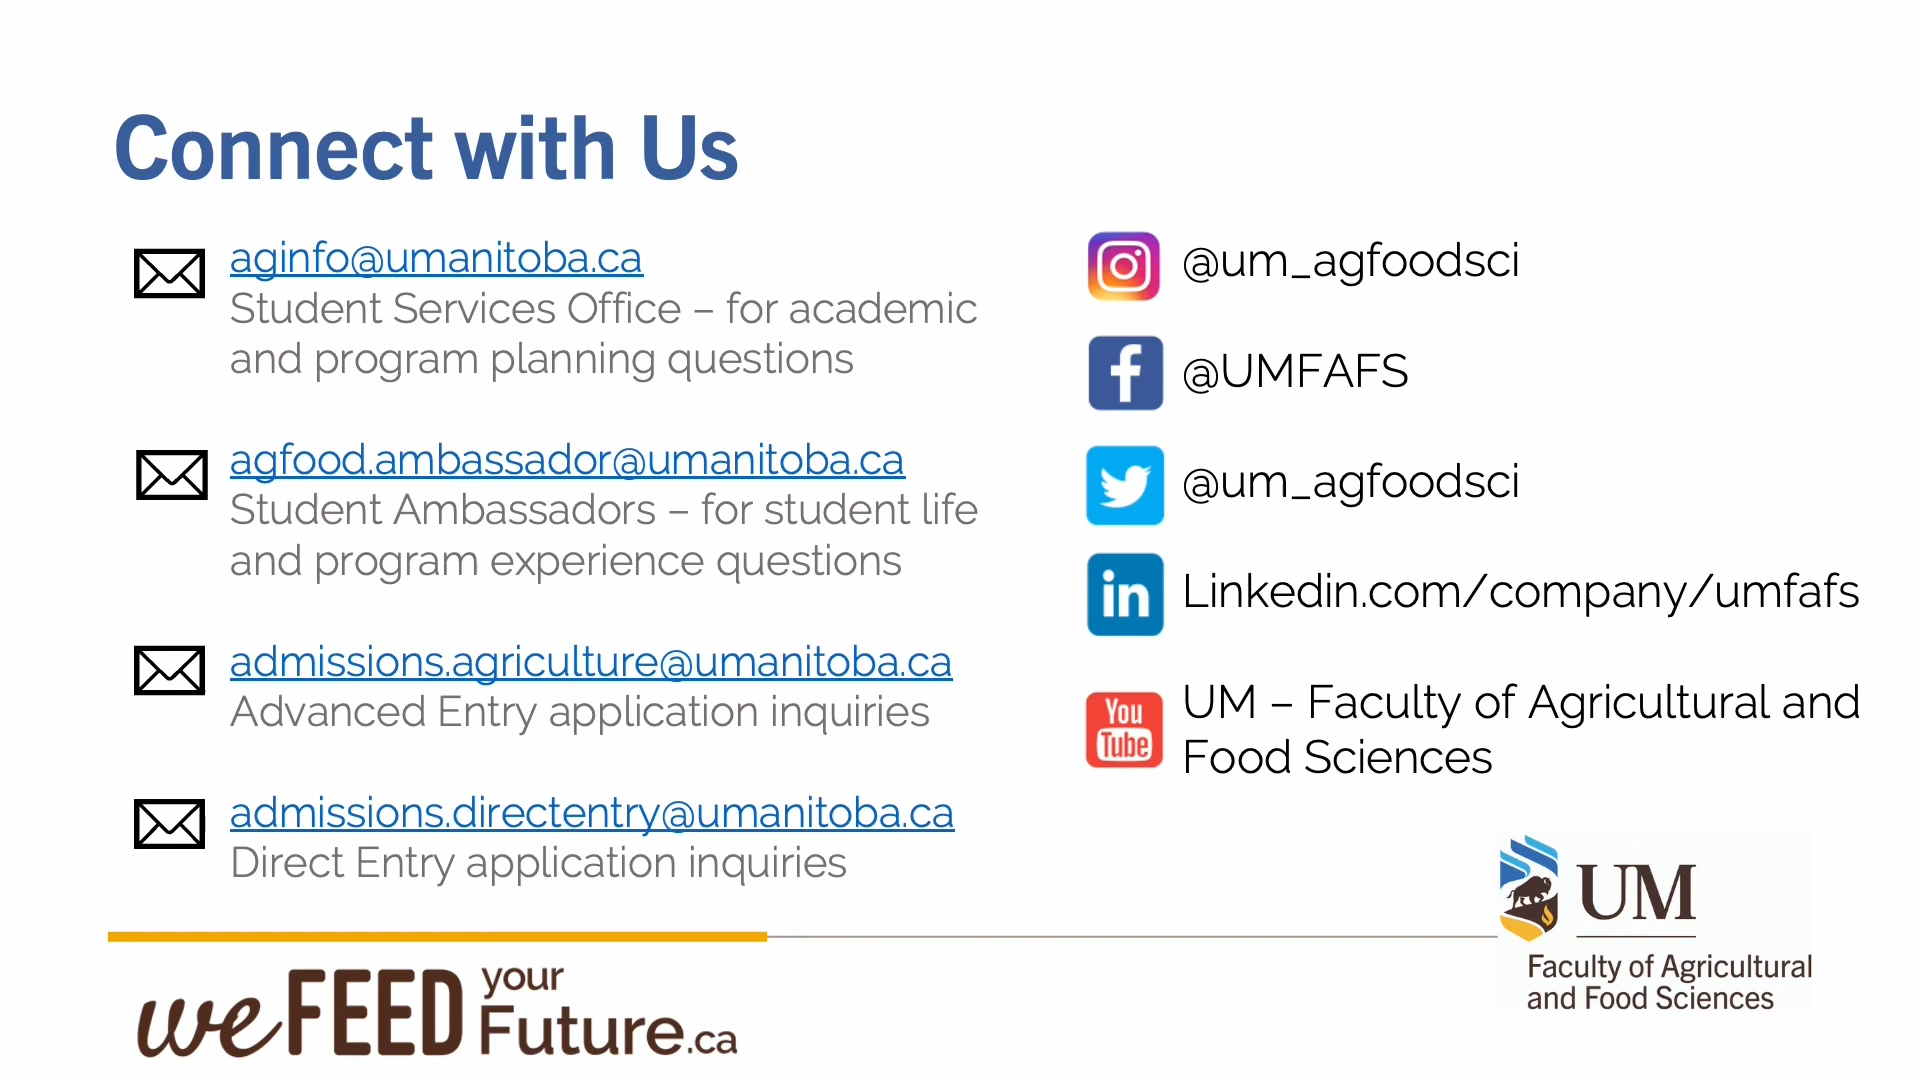 Connect with Us
aginfo@umanitoba.ca
Student Services Office – for academic
and program planning questions
agfood.ambassador@umanitoba.ca
Student Ambassadors – for student life
and program experience questions
admissions.agriculture@umanitoba.ca
Advanced Entry application inquiries
admissions.directentry@umanitoba.ca
Direct Entry application inquiries
@um_agfoodsci
@UMFAFS
@um_agfoodsci
in
Linkedin.com/company/umfafs
You
Tube
UM – Faculty of Agricultural and
Food Sciences
we FEED your
Future.ca
UM
Faculty of Agricultural
and Food Sciences